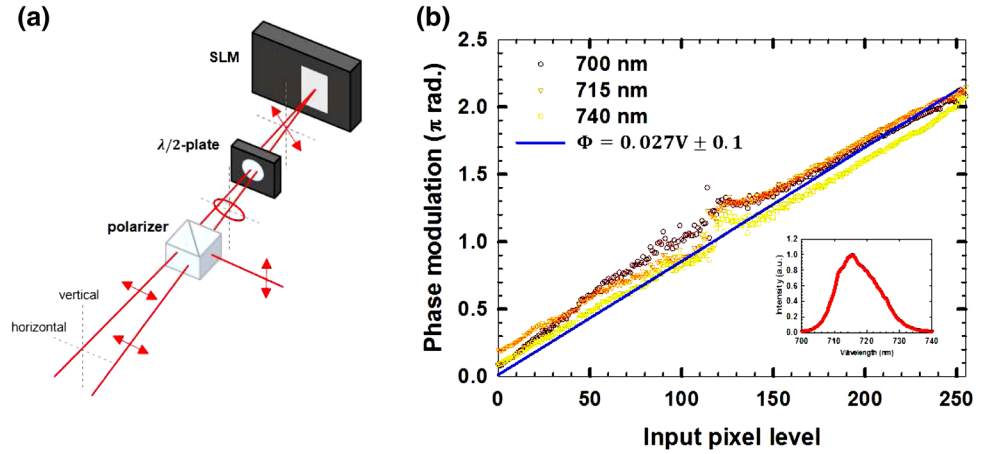 (a)
SLM
λ/2-plate
polarizer
vertical
horizontal
(b)
Phase modulation (π rad.)
2.5
2.0
1.5
1.0
0.5
0.0
700 nm
715 nm
740 nm
Φ = 0.027V ± 0.1
Intensity (a.u.)
1.2
1.0
0.8
0.6
0.4
0.2
0.0
700 710 720 730 740
Wavelength (nm)
0 50 100 150 200 250
Input pixel level